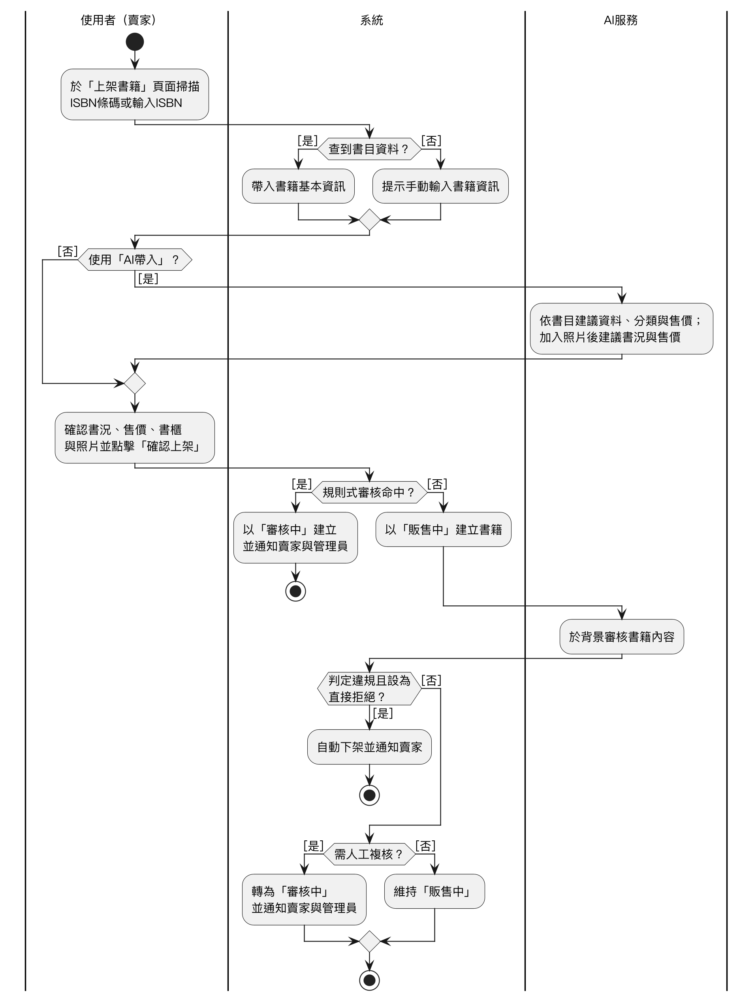 使用者（賣家）
系統
AI服務
於「上架書籍」頁面掃描
ISBN條碼或輸入ISBN
[是]
查到書目資料？
[否]
帶入書籍基本資訊
提示手動輸入書籍資訊
[否]
使用「AI帶入」？
[是]
依書目建議資料、分類與售價；
加入照片後建議書況與售價
確認書況、售價、書櫃
與照片並點擊「確認上架」
[是]
規則式審核命中？
[否]
以「審核中」建立
並通知賣家與管理員
以「販售中」建立書籍
於背景審核書籍內容
判定違規且設為
直接拒絕？
[否]
[是]
自動下架並通知賣家
[是]
需人工複核？
[否]
轉為「審核中」
並通知賣家與管理員
維持「販售中」